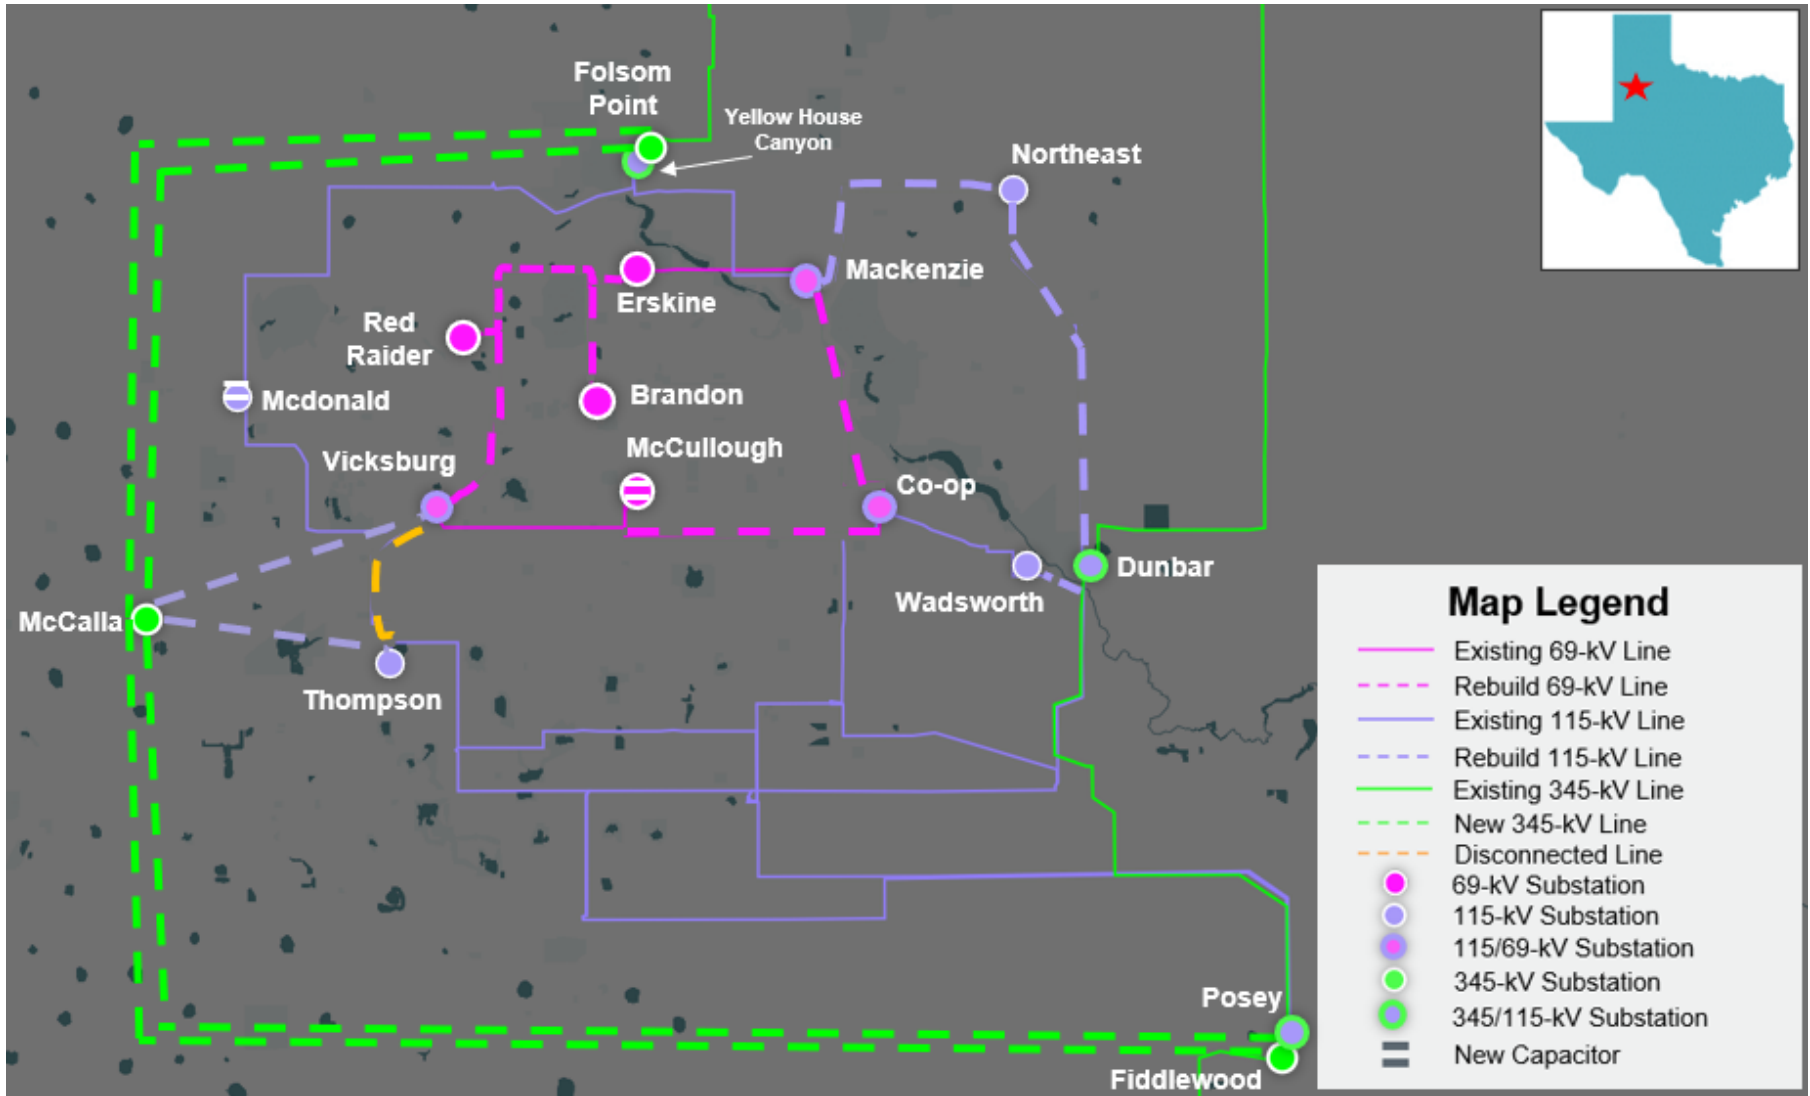 Folsom
Point
Yellow House
Canyon
Northeast
Mackenzie
Erskine
Red
Raider
Mcdonald
Brandon
McCullough
Vicksburg
Co-op
Dunbar
Wadsworth
McCalla
Thompson
Posey
Fiddlewood
Map Legend
Existing 69-kV Line
Rebuild 69-kV Line
Existing 115-kV Line
Rebuild 115-kV Line
Existing 345-kV Line
New 345-kV Line
Disconnected Line
69-kV Substation
115-kV Substation
115/69-kV Substation
345-kV Substation
345/115-kV Substation
New Capacitor